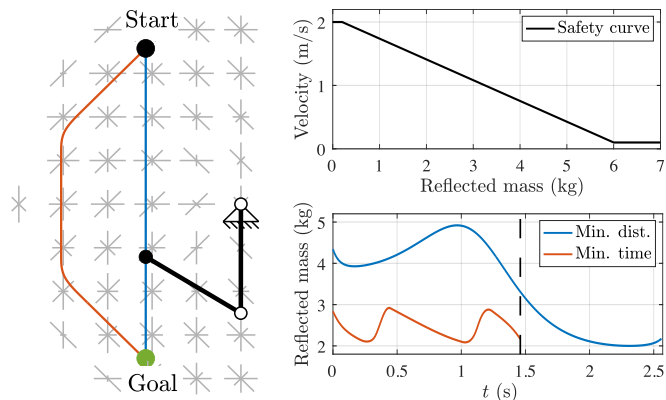 Start
Goal
Velocity (m/s)
2
1
0
Safety curve
0 1 2 3 4 5 6 7
Reflected mass (kg)
Reflected mass (kg)
5
4
3
2
Min. dist.
Min. time
0 0.5 1 1.5 2 2.5
t (s)